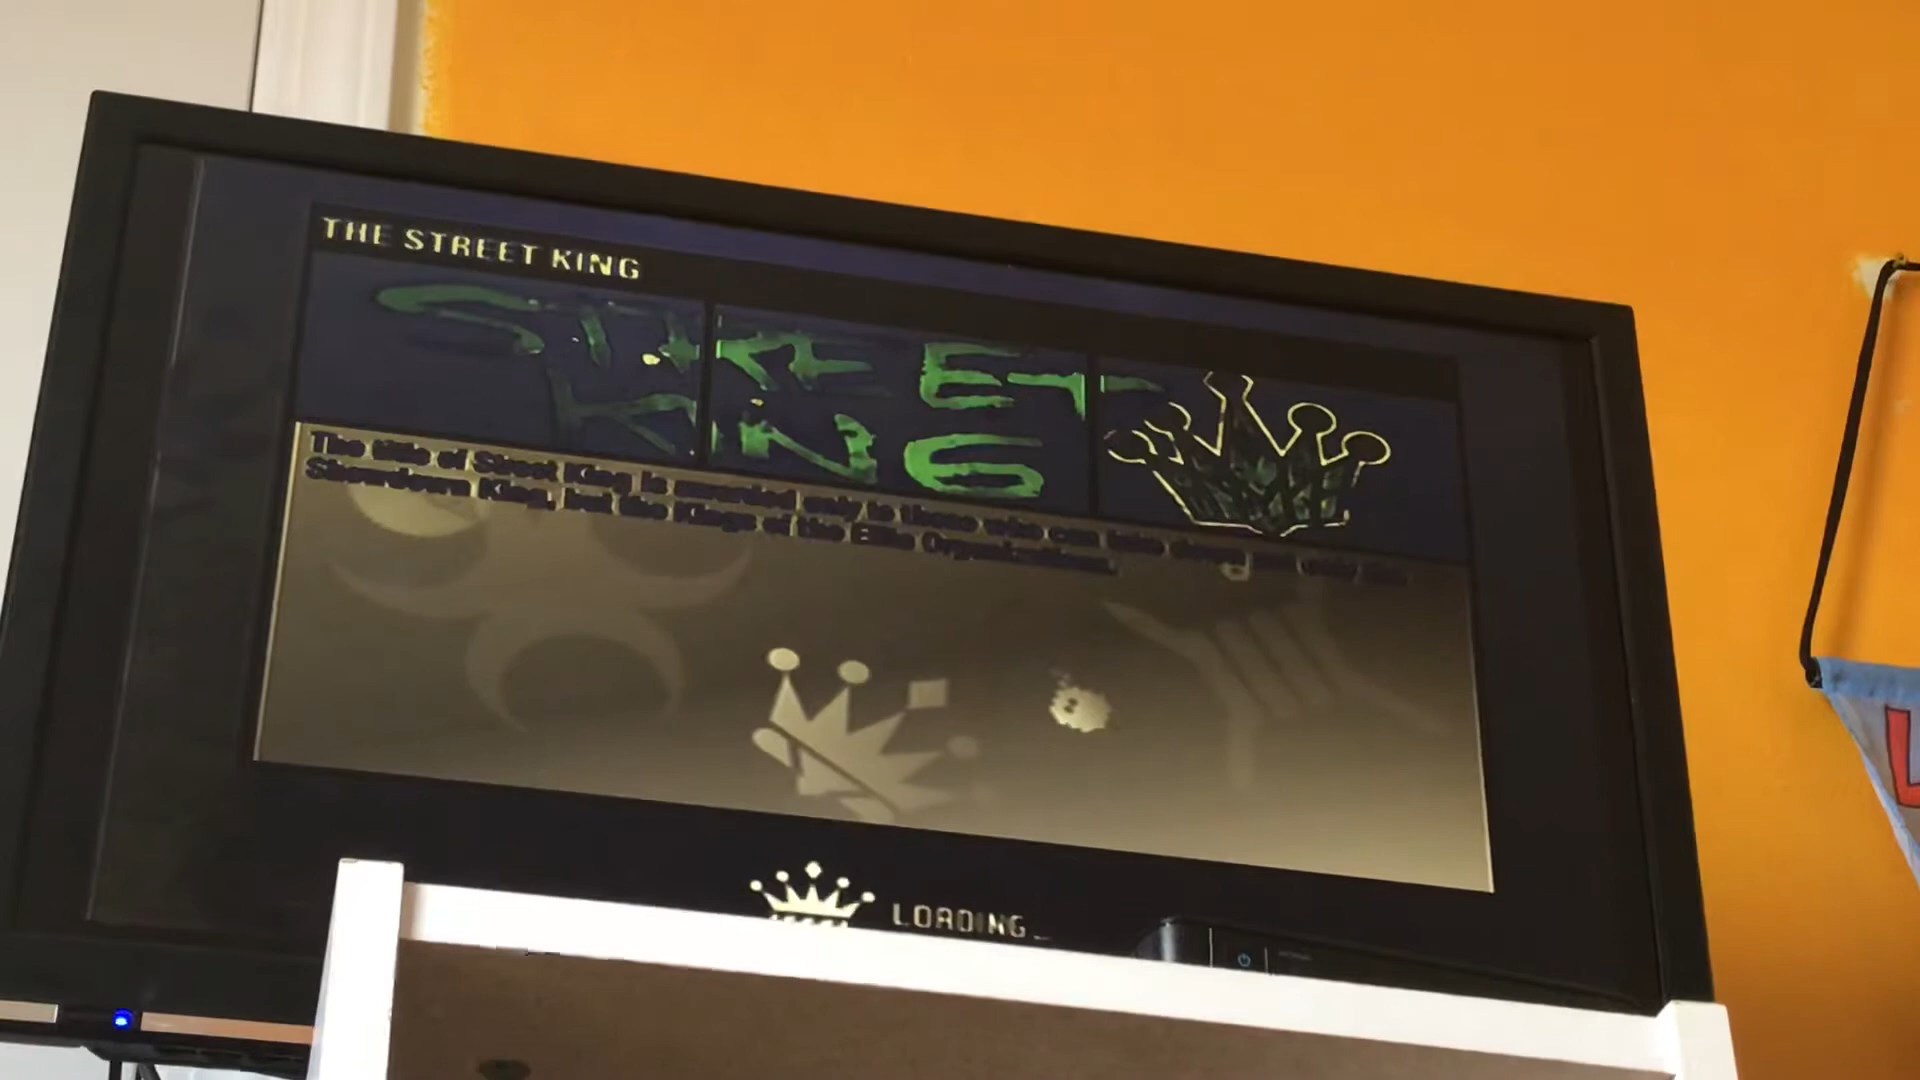 THE STREET KING
STREET
KING
The title of Street King is awarded only to those who can take down not only the
Showdown King, but the Kings of the Elite Organizations.
LOADING_